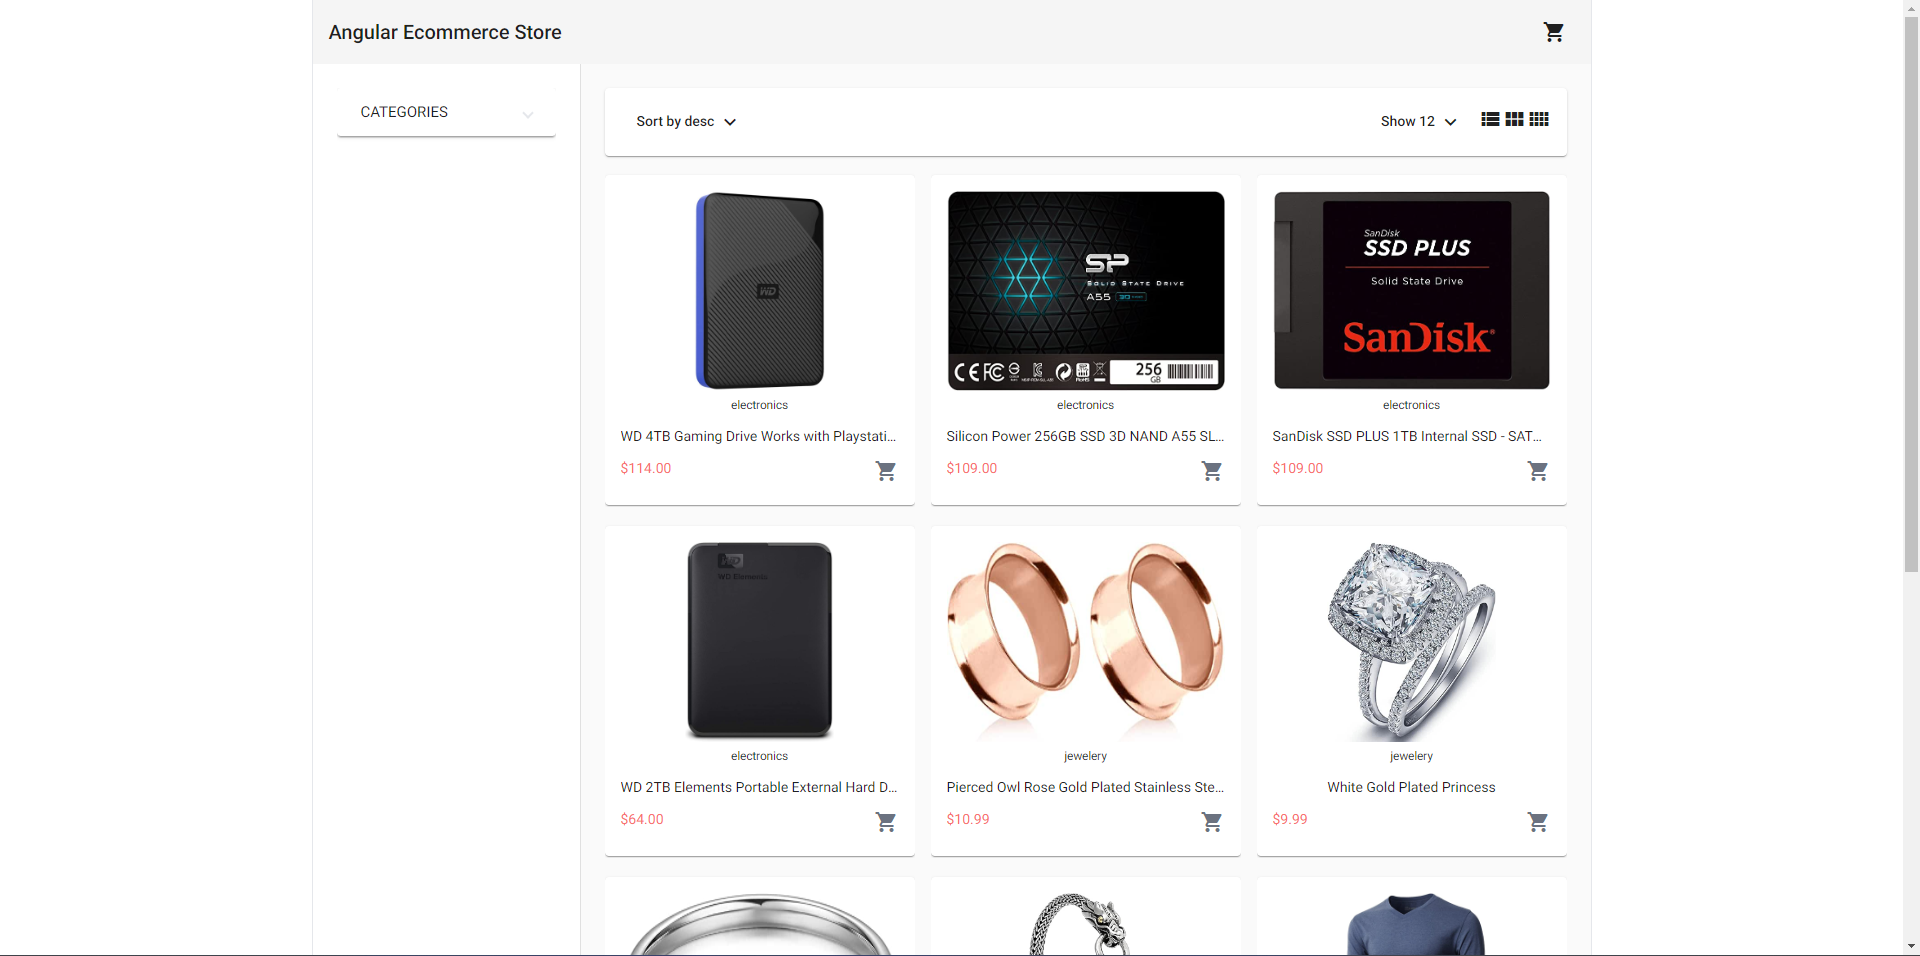 Angular Ecommerce Store
CATEGORIES
Sort by desc
Show 12
WD
SP
SOLID STATE DRIVE
A55
256
GB
SanDisk
SSD PLUS
Solid State Drive
SanDisk
electronics
electronics
electronics
WD 4TB Gaming Drive Works with Playstati...
Silicon Power 256GB SSD 3D NAND A55 SL...
SanDisk SSD PLUS 1TB Internal SSD - SAT...
$114.00
$109.00
$109.00
WD
WD Elements
electronics
jewelery
jewelery
WD 2TB Elements Portable External Hard D...
Pierced Owl Rose Gold Plated Stainless Ste...
White Gold Plated Princess
$64.00
$10.99
$9.99